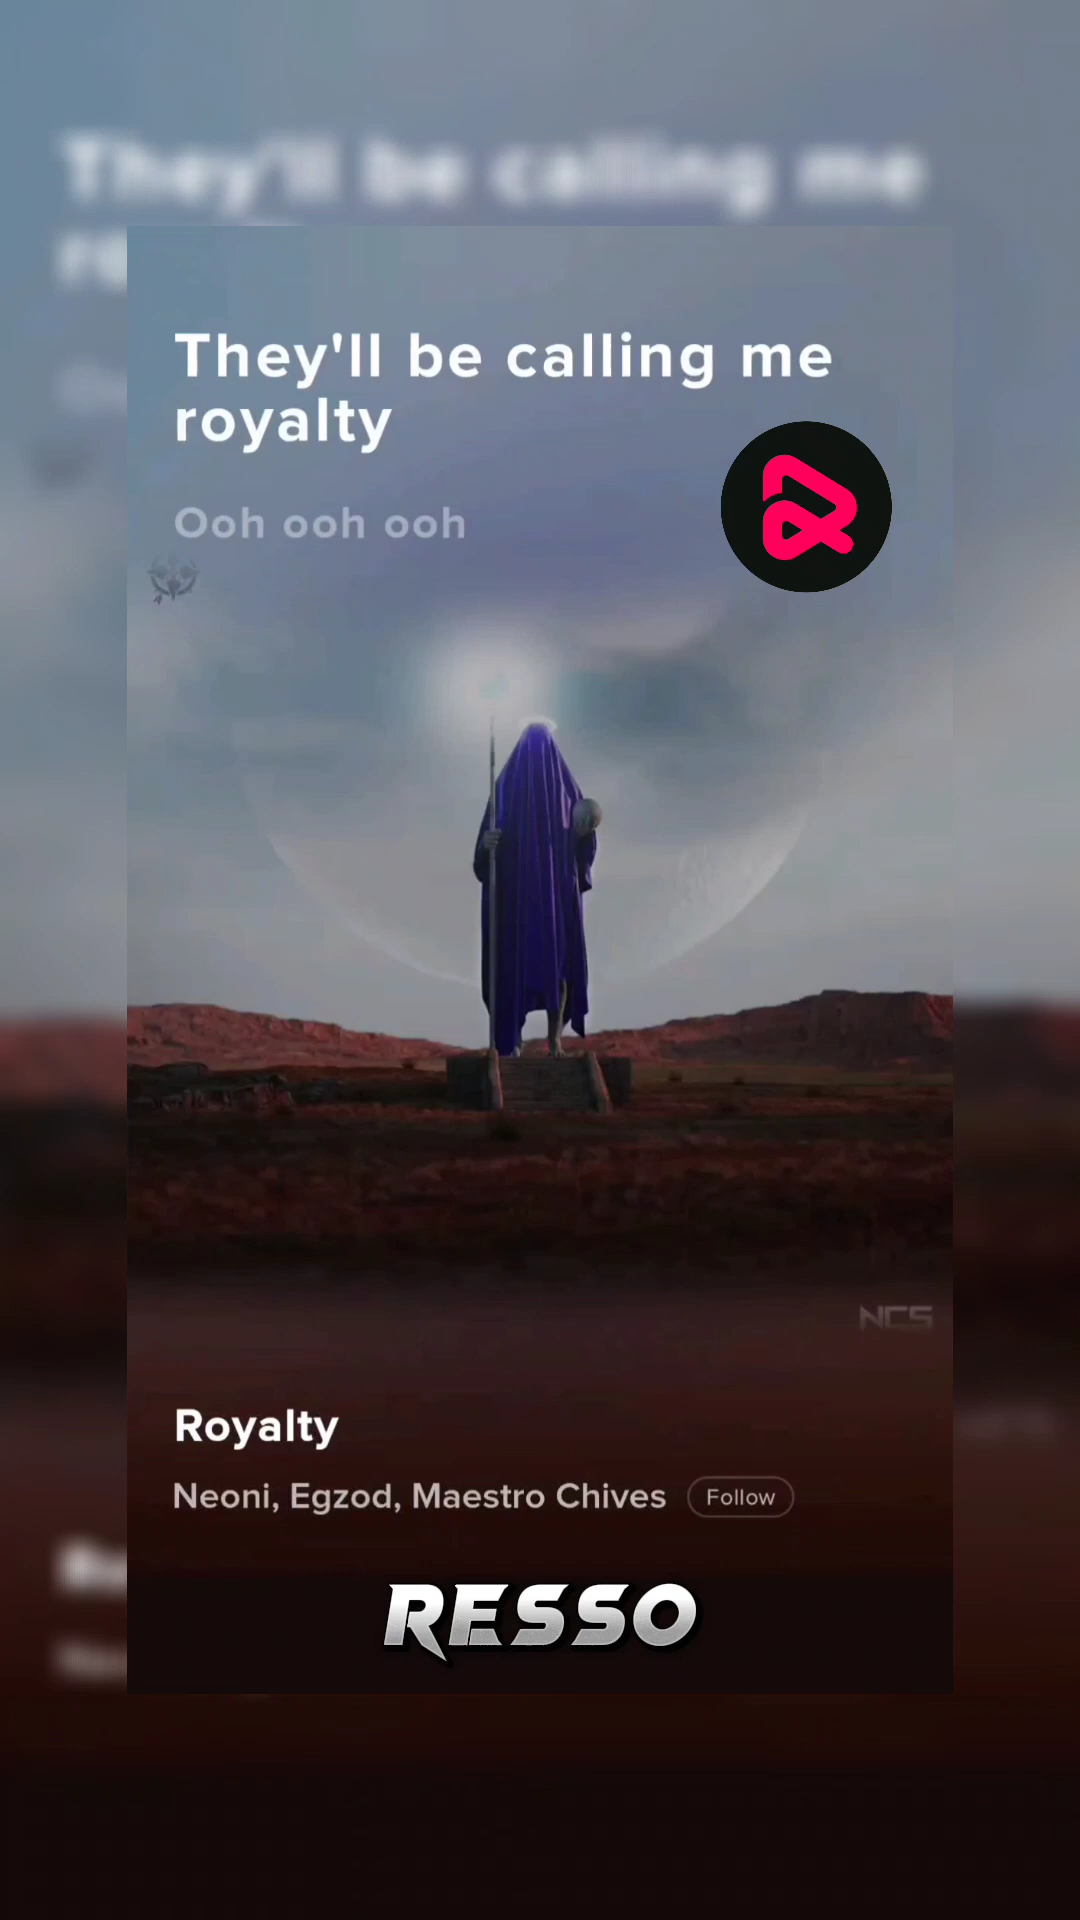 They'll be calling me
royalty
Ooh ooh ooh
NCS
Royalty
Neoni, Egzod, Maestro Chives Follow
RESSO